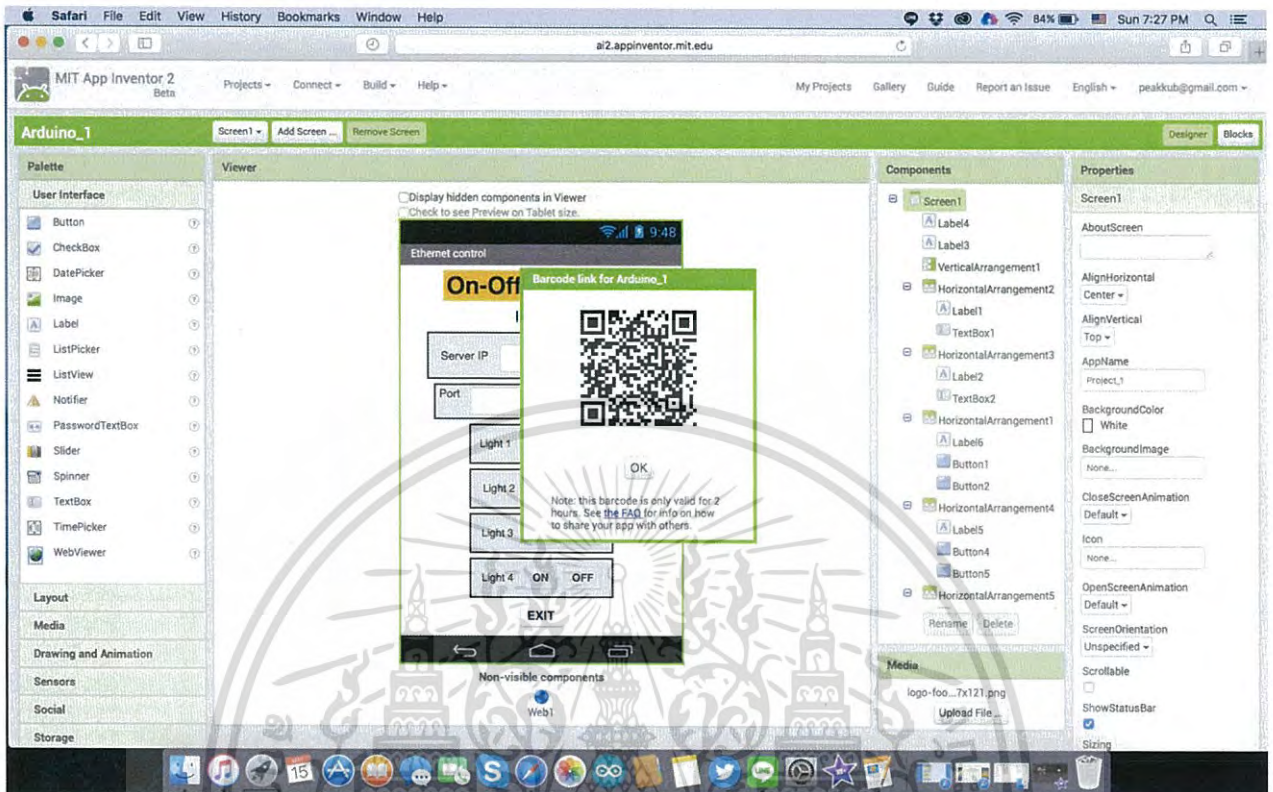 Safari File Edit View History Bookmarks Window Help 84% Sun 7:27 PM
ai2.appinventor.mit.edu
MIT App Inventor 2
Beta
Projects Connect Build Help My Projects Gallery Guide Report an Issue English peakkub@gmail.com
Arduino_1 Screen1 Add Screen ... Remove Screen Designer Blocks
Palette
User Interface
Button
CheckBox
DatePicker
Image
Label
ListPicker
ListView
Notifier
PasswordTextBox
Slider
Spinner
TextBox
TimePicker
WebViewer
Layout
Media
Drawing and Animation
Sensors
Social
Storage
Viewer
Display hidden components in Viewer
Check to see Preview on Tablet size.
9:48
Ethernet control
On-Off
Server IP
Port
Light 1
Light 2
Light 3
Light 4 ON OFF
EXIT
Non-visible components
Web1
Barcode link for Arduino_1
OK
Note: this barcode is only valid for 2
hours. See the FAQ for info on how
to share your app with others.
Components
Screen1
Label4
Label3
VerticalArrangement1
HorizontalArrangement2
Label1
TextBox1
HorizontalArrangement3
Label2
TextBox2
HorizontalArrangement1
Label6
Button1
Button2
HorizontalArrangement4
Label5
Button4
Button5
HorizontalArrangement5
Rename Delete
Media
logo-foo...7x121.png
Upload File ...
Properties
Screen1
AboutScreen
AlignHorizontal
Center
AlignVertical
Top
AppName
Project_1
BackgroundColor
White
BackgroundImage
None...
CloseScreenAnimation
Default
Icon
None...
OpenScreenAnimation
Default
ScreenOrientation
Unspecified
Scrollable
ShowStatusBar
Sizing
15
LINE